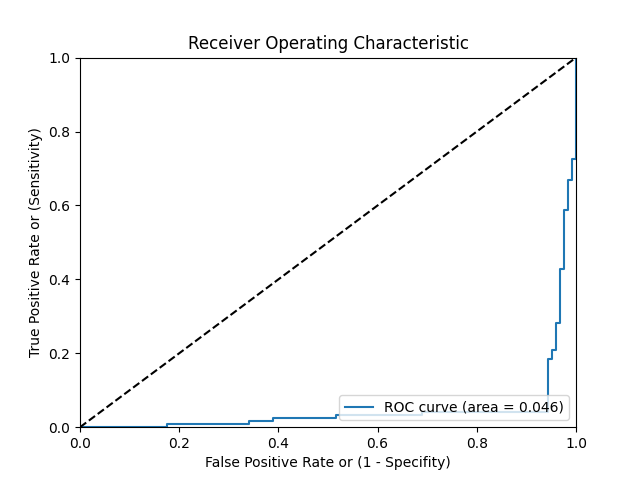 Receiver Operating Characteristic
1.0
0.8
0.6
0.4
0.2
0.0
True Positive Rate or (Sensitivity)
ROC curve (area = 0.046)
0.0 0.2 0.4 0.6 0.8 1.0
False Positive Rate or (1 - Specifity)